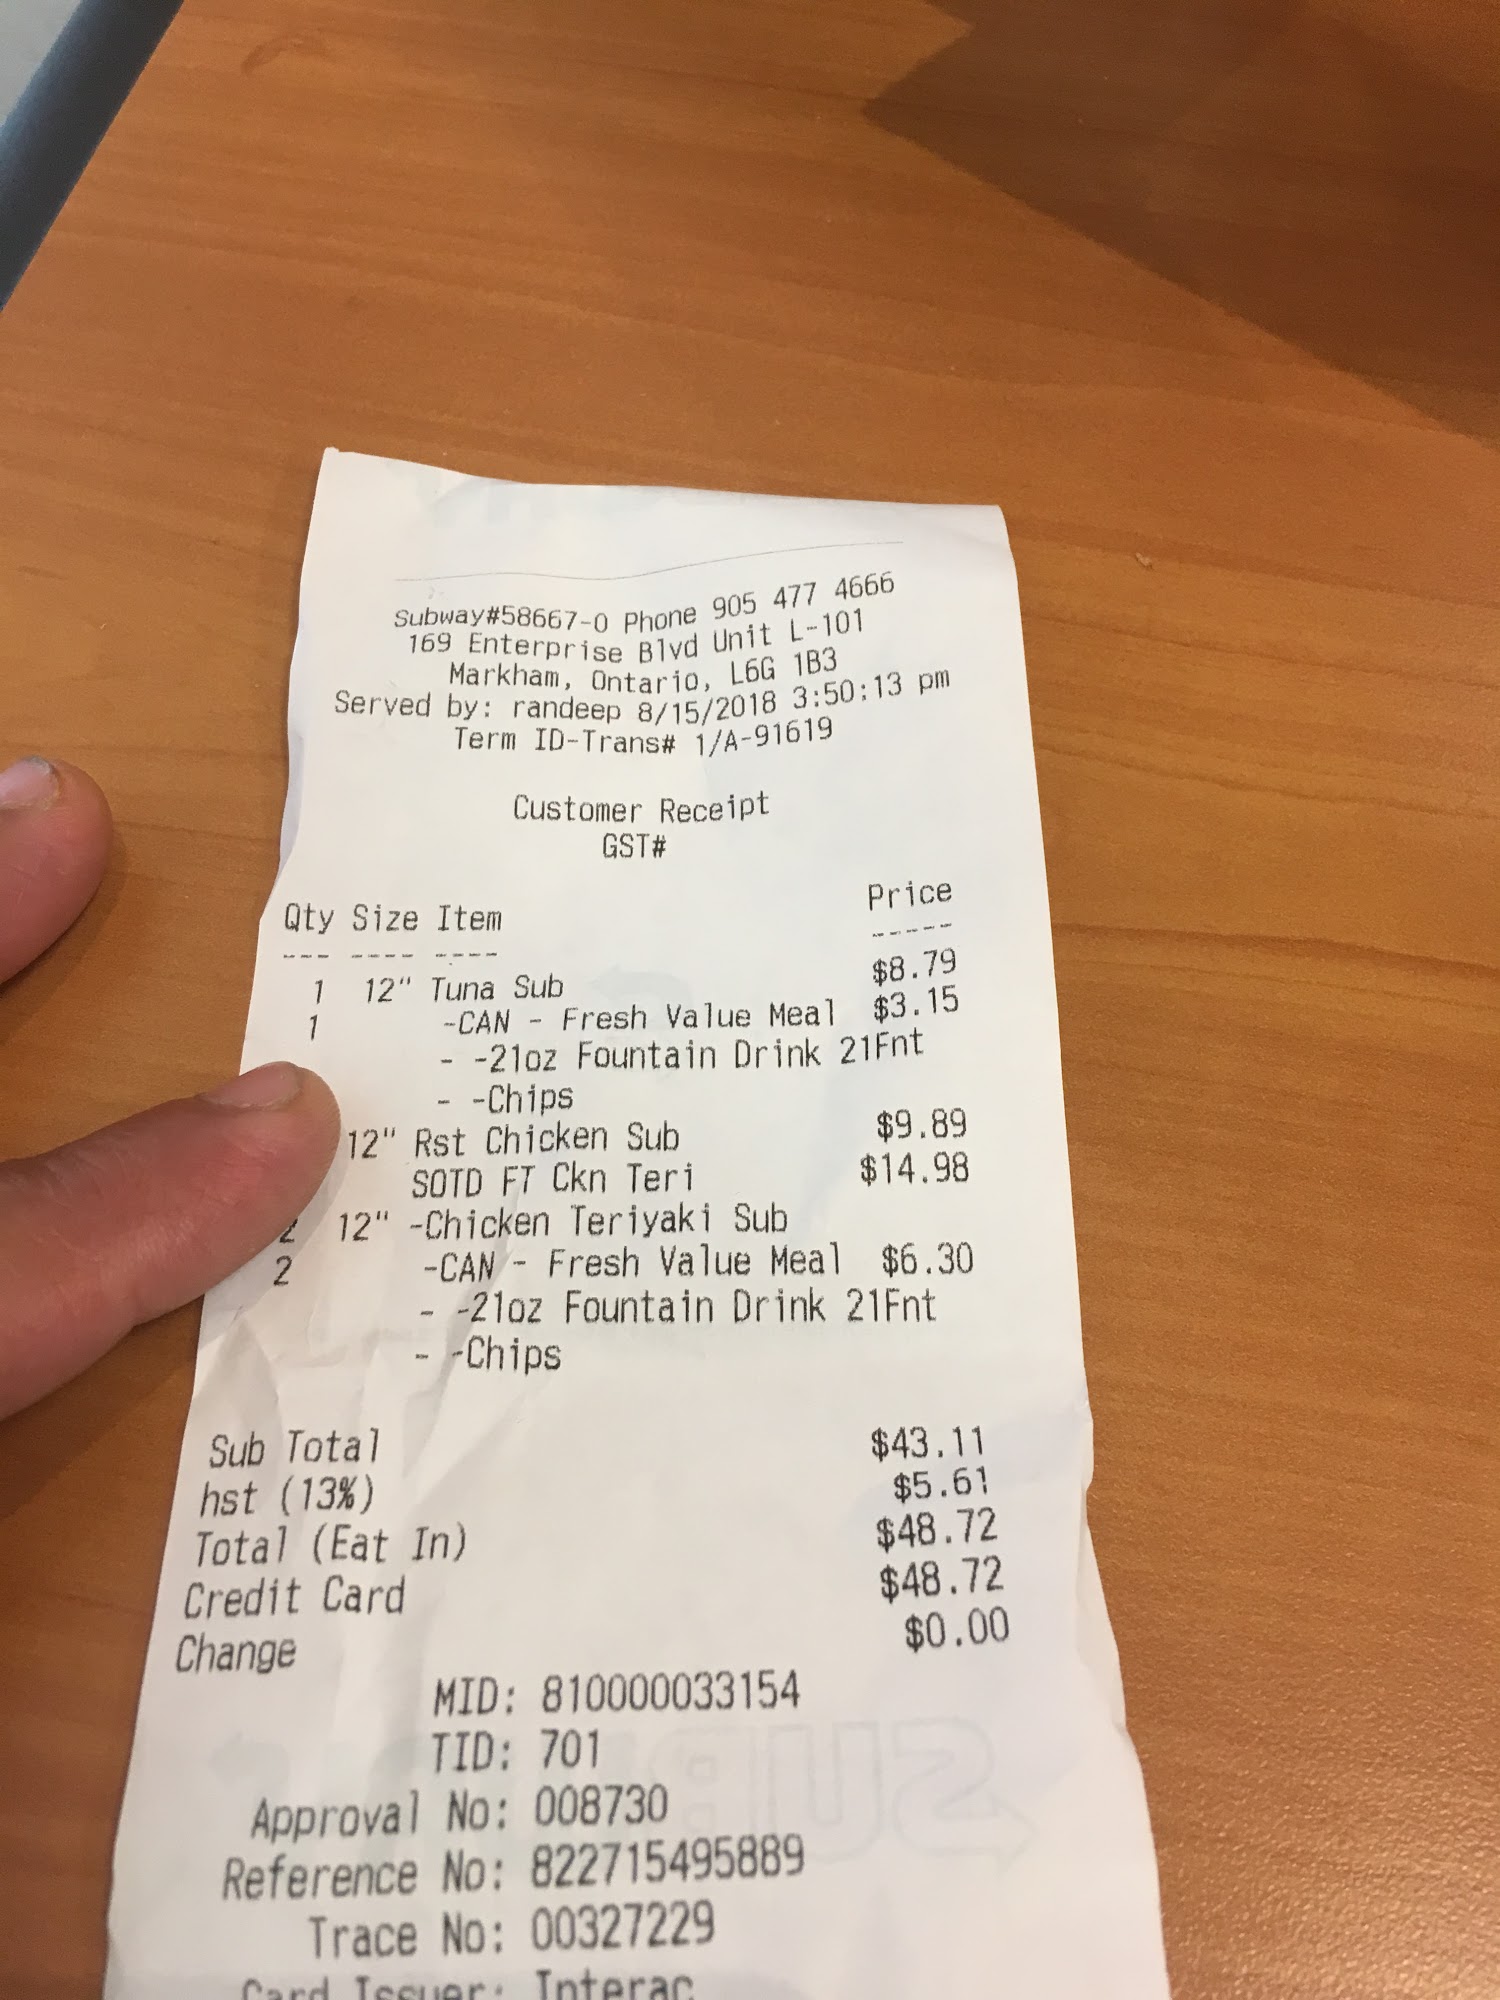 Subway#58667-0 Phone 905 477 4666
169 Enterprise Blvd Unit L-101
Markham, Ontario, L6G 1B3
Served by: randeep 8/15/2018 3:50:13 pm
Term ID-Trans# 1/A-91619
Customer Receipt
GST#
Qty Size Item Price
--- ---- ---- -----
1 12" Tuna Sub $8.79
1 -CAN - Fresh Value Meal $3.15
- -21oz Fountain Drink 21Fnt
- -Chips
12" Rst Chicken Sub $9.89
SOTD FT Ckn Teri $14.98
2 12" -Chicken Teriyaki Sub
2 -CAN - Fresh Value Meal $6.30
- -21oz Fountain Drink 21Fnt
- -Chips
Sub Total $43.11
hst (13%) $5.61
Total (Eat In) $48.72
Credit Card $48.72
Change $0.00
MID: 810000033154
TID: 701
Approval No: 008730
Reference No: 822715495889
Trace No: 00327229
Card Issuer: Interac